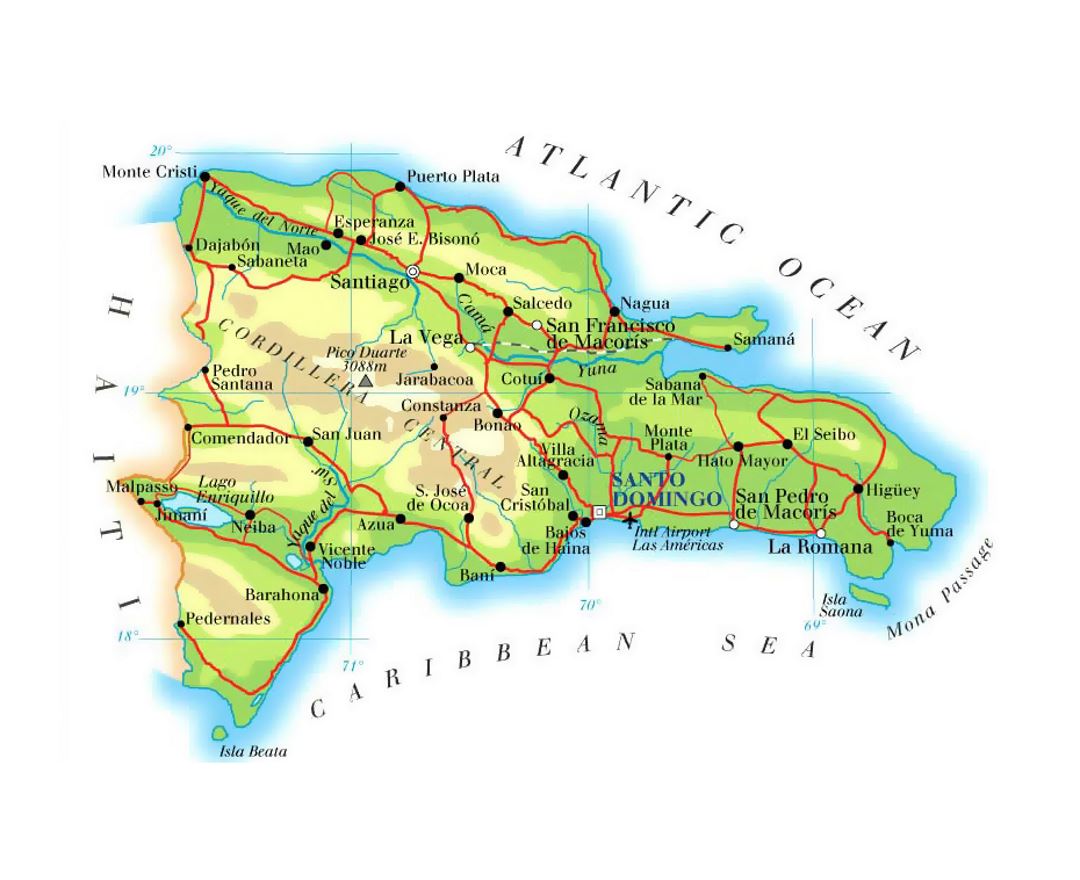 ATLANTIC OCEAN
20°
Monte Cristi
Puerto Plata
Yaque del Norte
Esperanza
José E. Bisonó
Dajabón
Mao
Sabaneta
Santiago
Moca
HAITI
Camá
Salcedo
Nagua
San Francisco
de Macorís
La Vega
Samaná
CORDILLERA CENTRAL
Pico Duarte
3088m
Pedro
Santana
Jarabacoa
Cotuí
Yuna
Sabana
de la Mar
19°
Constanza
Bonao
Ozama
Comendador
San Juan
Villa
Altagracia
Monte
Plata
Hato Mayor
El Seibo
Malpasso
Jimaní
Lago
Enriquillo
Neiba
Yaque del Sur
S. José
de Ocoa
San
Cristóbal
SANTO
DOMINGO
San Pedro
de Macorís
Higüey
Azua
Bajos
de Haina
Intl Airport
Las Américas
La Romana
Boca
de Yuma
Vicente
Noble
Baní
Barahona
Isla
Saona
Mona Passage
Pedernales
70°
69°
18°
71°
CARIBBEAN SEA
Isla Beata